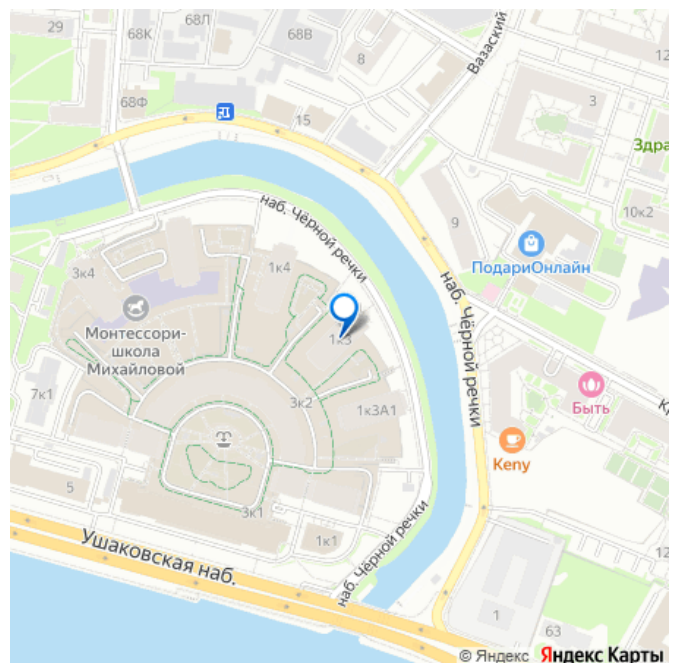 29
68К
68Л
68В
8
Вазаский
12
68Ф
15
3
Здра
наб. Чёрной речки
9
10к2
ПодариОнлайн
3к4
1к4
наб. Чёрной речки
Монтессори-
школа
Михайловой
1к3
7к1
3к2
1к3А1
Быть
Keny
5
3к1
1к1
Ушаковская наб.
наб. Чёрной речки
12
1
63
© Яндекс Яндекс Карты